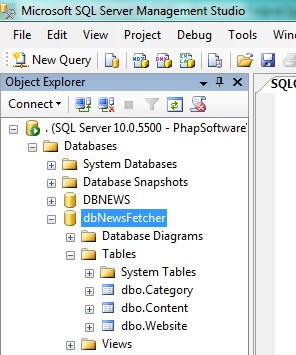 Microsoft SQL Server Management Studio
File Edit View Project Debug Tools Win
New Query
Object Explorer
SQLQ
Connect
. (SQL Server 10.0.5500 - PhapSoftware\
Databases
System Databases
Database Snapshots
DBNEWS
dbNewsFetcher
Database Diagrams
Tables
System Tables
dbo.Category
dbo.Content
dbo.Website
Views